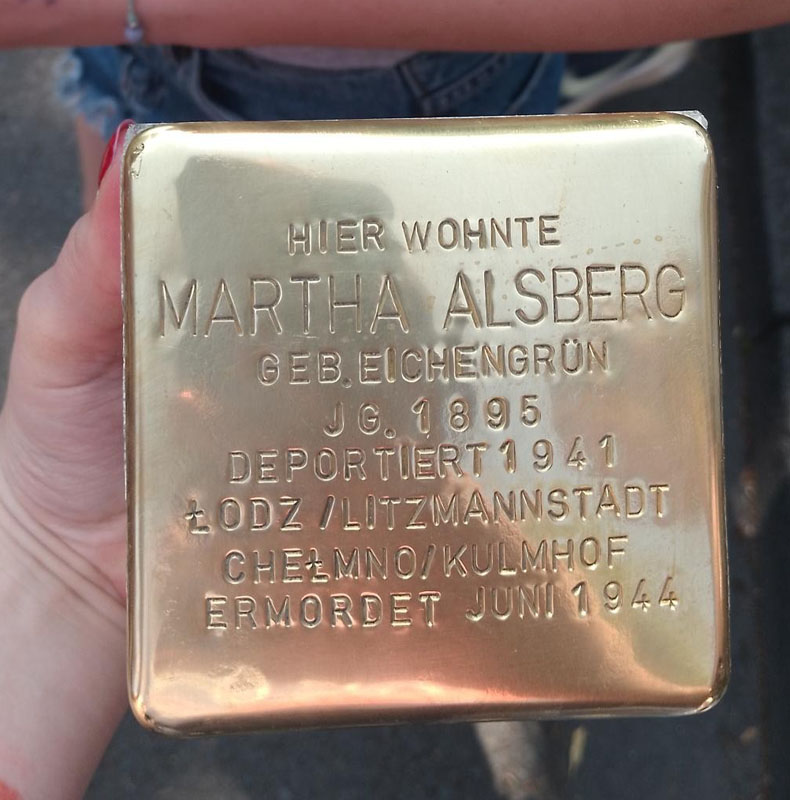 HIER WOHNTE
MARTHA ALSBERG
GEB.EICHENGRÜN
JG. 1895
DEPORTIERT 1941
ŁODZ / LITZMANNSTADT
CHEŁMNO/KULMHOF
ERMORDET JUNI 1944